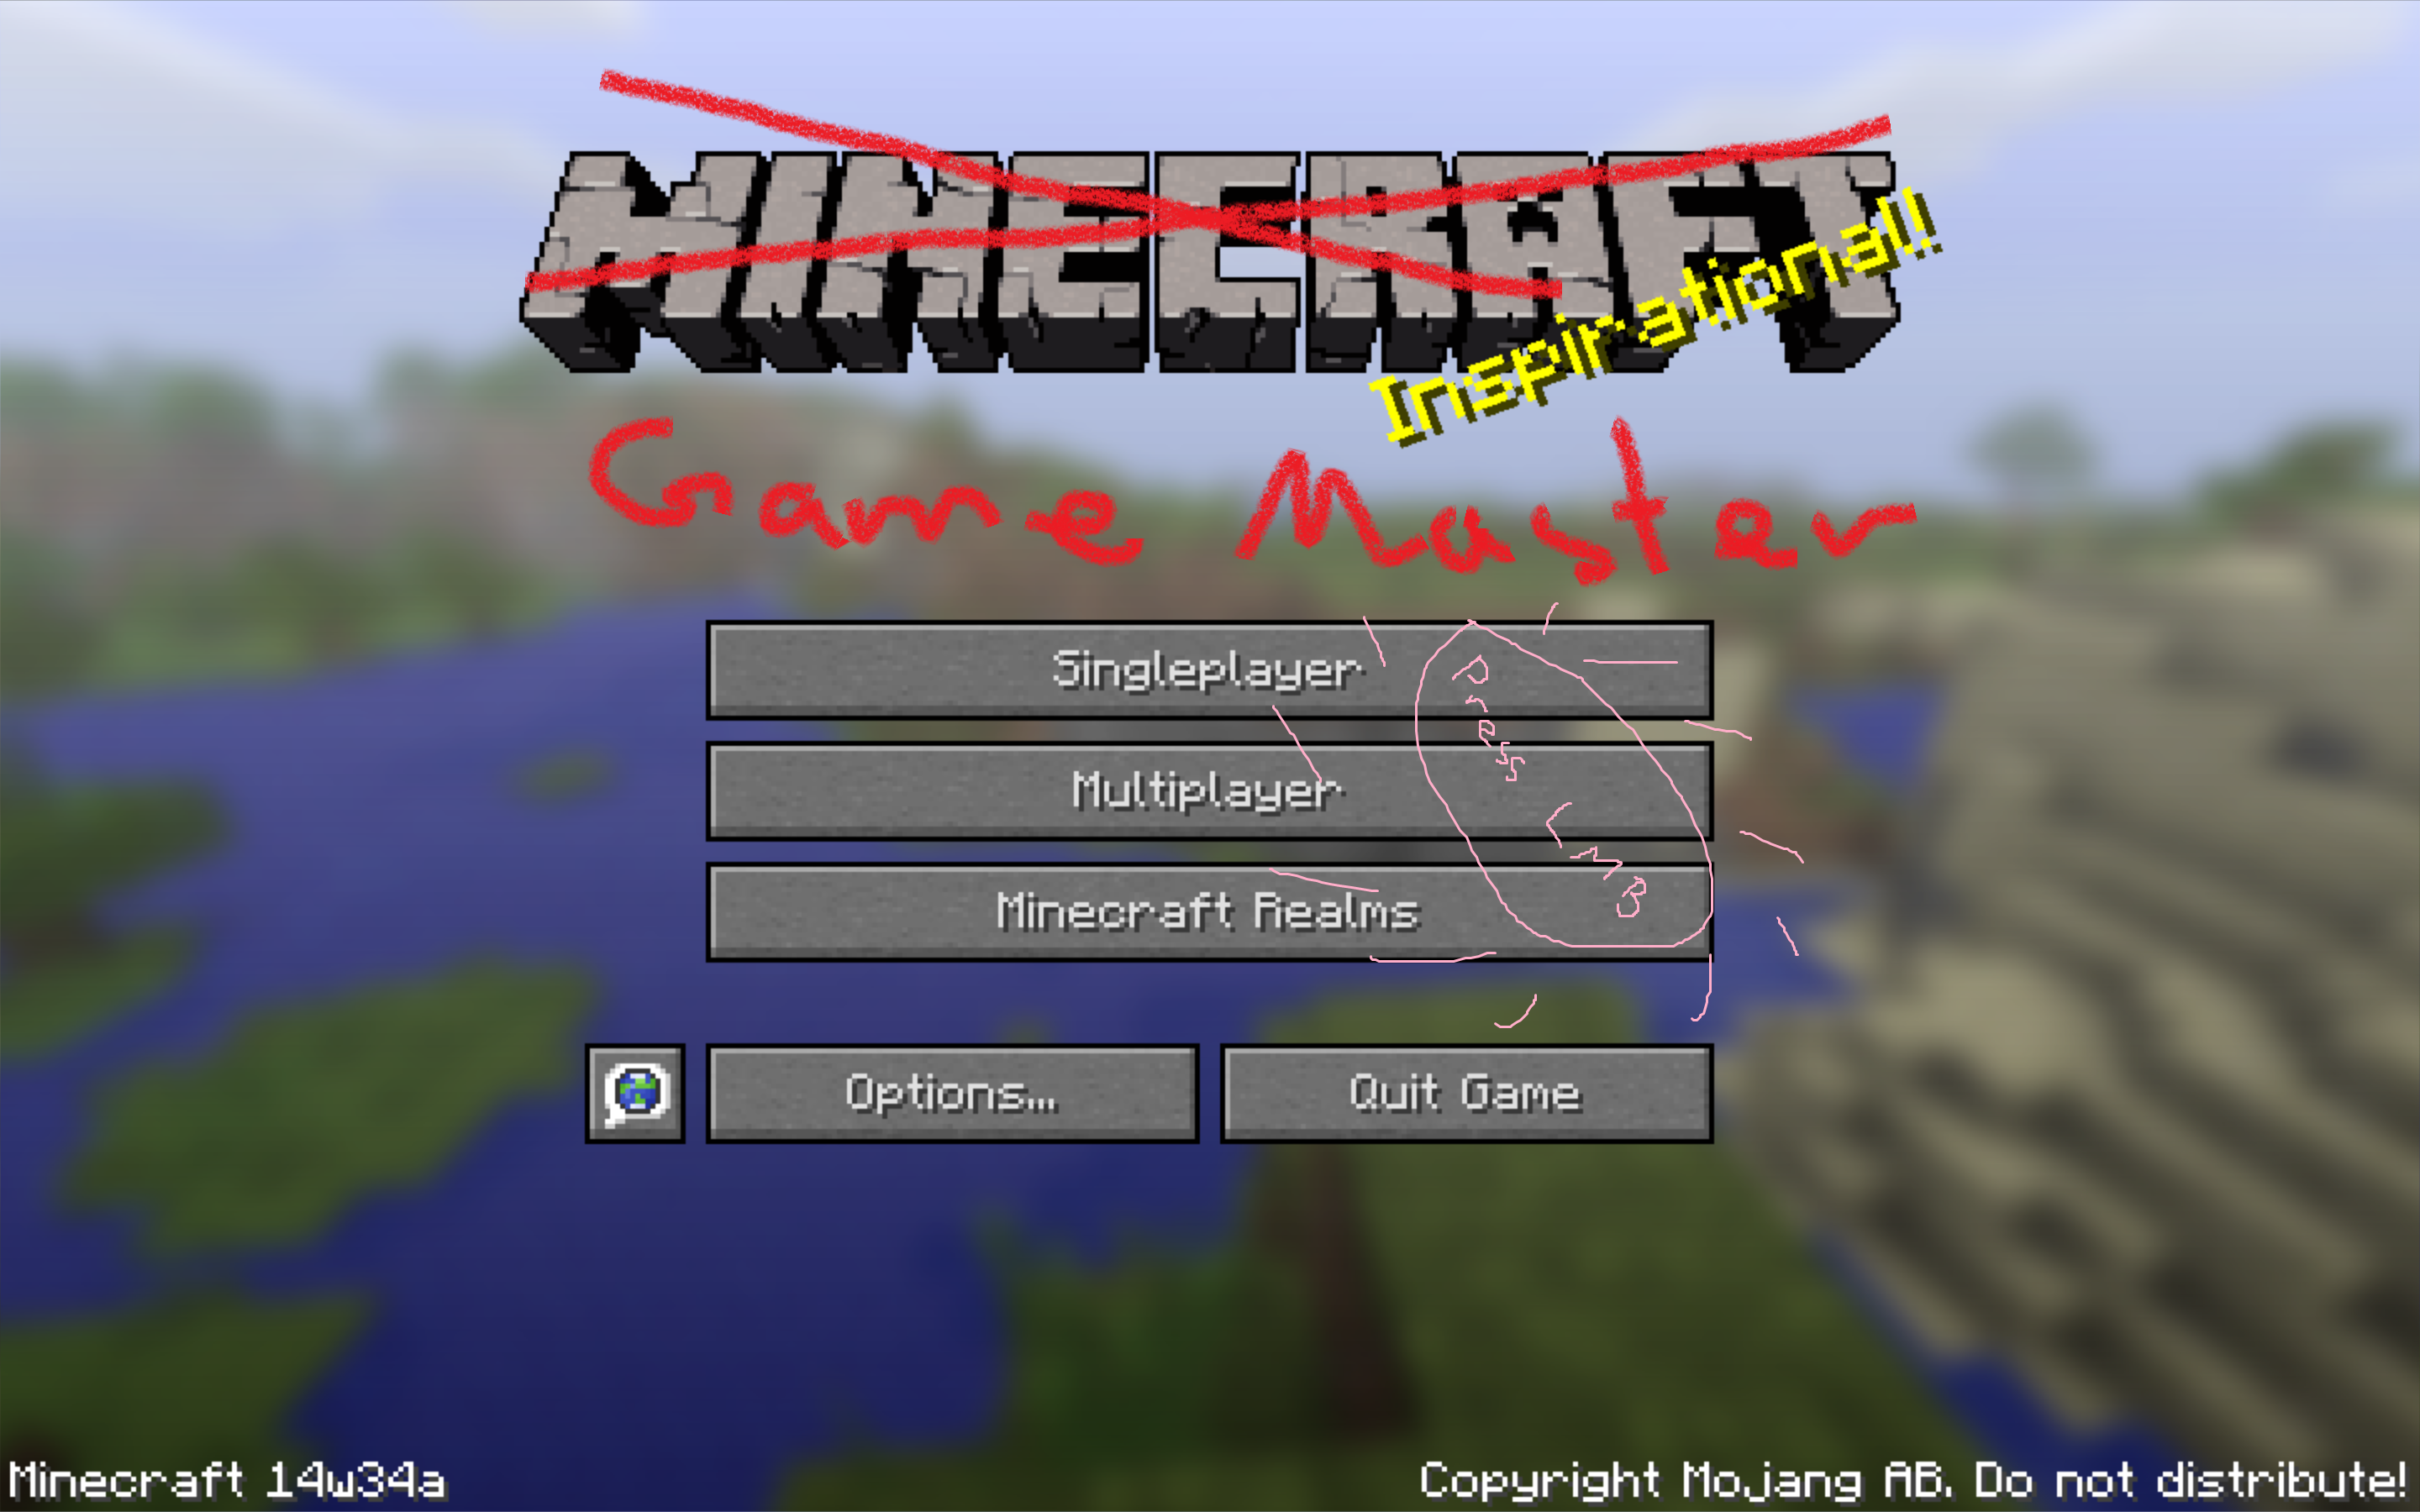 MINECRAFT
Inspirational!
Game Master
Singleplayer
Press
Multiplayer
Minecraft Realms
Options...
Quit Game
Minecraft 14w34a
Copyright Mojang AB. Do not distribute!